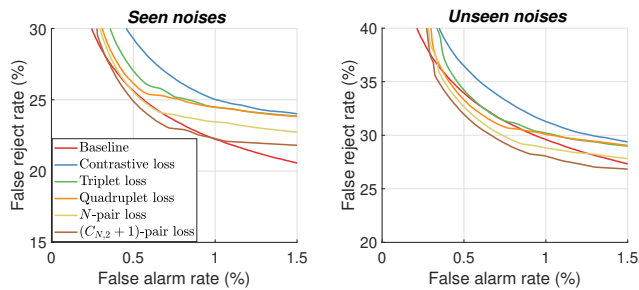 Seen noises
False reject rate (%)
30
25
20
15
0
0.5
1
1.5
False alarm rate (%)
Baseline
Contrastive loss
Triplet loss
Quadruplet loss
N-pair loss
(C_{N,2} + 1)-pair loss
Unseen noises
False reject rate (%)
40
35
30
25
20
0
0.5
1
1.5
False alarm rate (%)